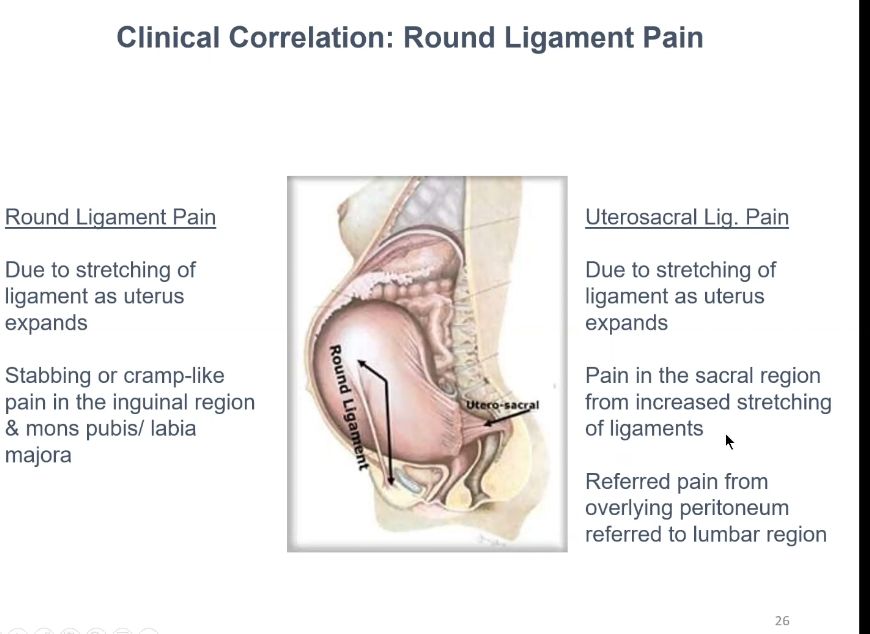 Clinical Correlation: Round Ligament Pain
Round Ligament Pain
Due to stretching of
ligament as uterus
expands
Stabbing or cramp-like
pain in the inguinal region
& mons pubis/ labia
majora
Round Ligament
Utero-sacral
Uterosacral Lig. Pain
Due to stretching of
ligament as uterus
expands
Pain in the sacral region
from increased stretching
of ligaments
Referred pain from
overlying peritoneum
referred to lumbar region
26